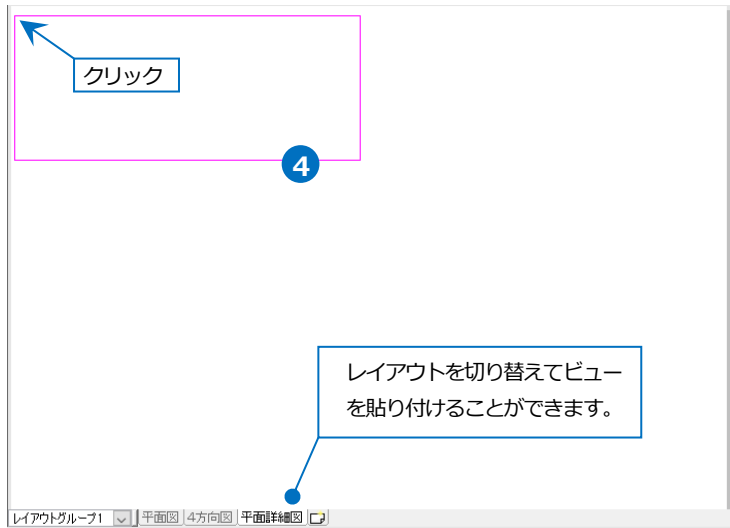 クリック
4
レイアウトを切り替えてビュー
を貼り付けることができます。
レイアウトグループ1 平面図 4方向図 平面詳細図